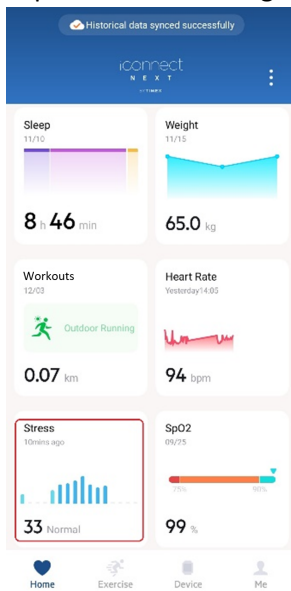 Historical data synced successfully
iconnect
NEXT
BY TIMEX
Sleep
11/10
8 h 46 min
Weight
11/15
65.0 kg
Workouts
12/03
Outdoor Running
0.07 km
Heart Rate
Yesterday14:05
94 bpm
Stress
10mins ago
33 Normal
SpO2
09/25
75% 90%
99 %
Home Exercise Device Me